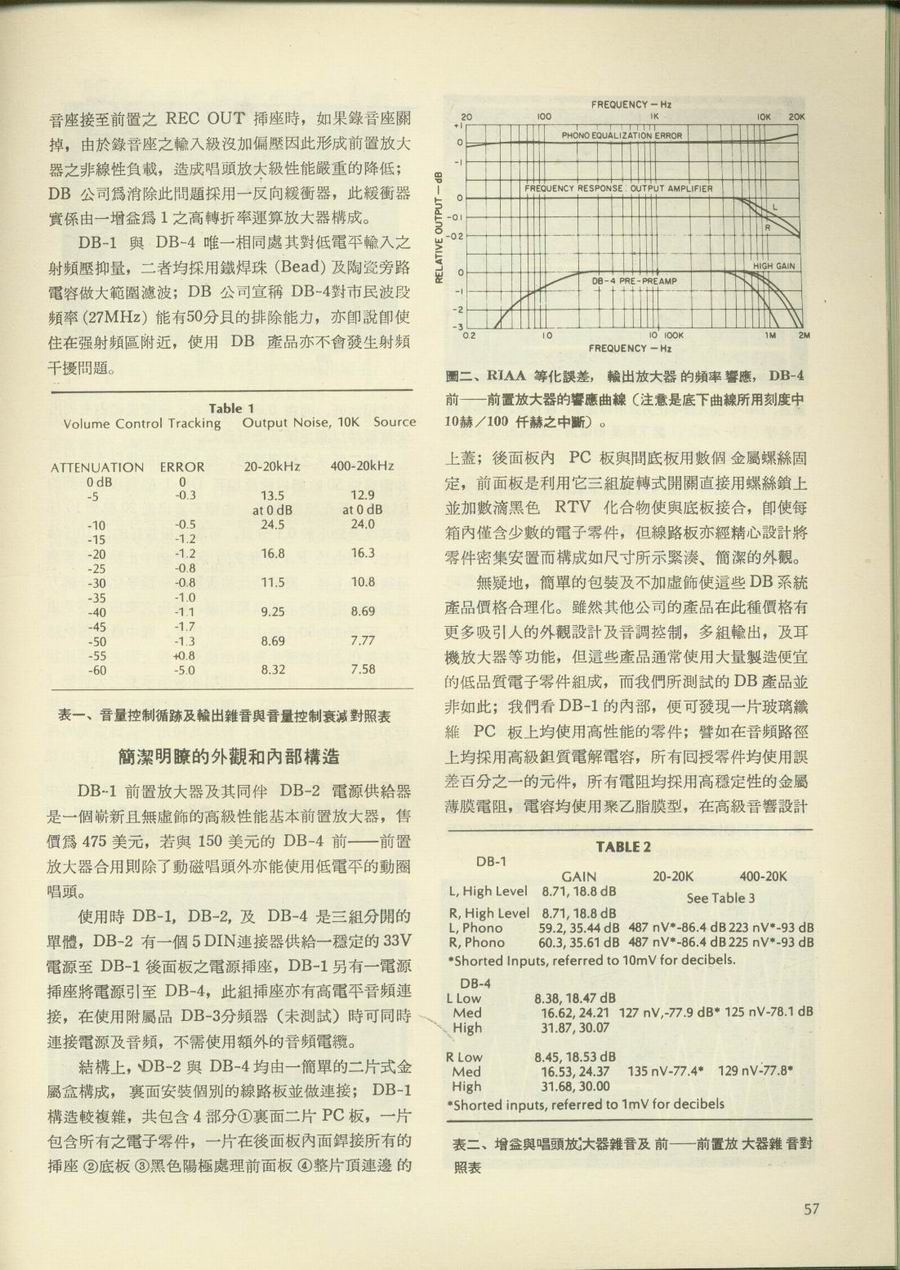 音座接至前置之 REC OUT 揷座時，如果錄音座關
掉，由於錄音座之輸入級沒加偏壓因此形成前置放大
器之非線性負載，造成唱頭放大級性能嚴重的降低；
DB 公司爲消除此問題採用一反向緩衝器，此緩衝器
實係由一增益爲 1 之高轉折率運算放大器構成。
DB-1 與 DB-4 唯一相同處其對低電平輸入之
射頻壓抑量，二者均採用鐵焊珠 (Bead) 及陶瓷旁路
電容做大範圍濾波；DB 公司宣稱 DB-4對市民波段
頻率 (27MHz) 能有50分貝的排除能力，亦卽說卽使
住在强射頻區附近，使用 DB 產品亦不會發生射頻
干擾問題。
Table 1
Volume Control Tracking Output Noise, 10K Source
ATTENUATION ERROR 20-20kHz 400-20kHz
0 dB 0
-5 -0.3 13.5 12.9
at 0 dB at 0 dB
-10 -0.5 24.5 24.0
-15 -1.2
-20 -1.2 16.8 16.3
-25 -0.8
-30 -0.8 11.5 10.8
-35 -1.0
-40 -1.1 9.25 8.69
-45 -1.7
-50 -1.3 8.69 7.77
-55 +0.8
-60 -5.0 8.32 7.58
表一、音量控制循跡及輸出雜音與音量控制衰減對照表
簡潔明瞭的外觀和內部構造
DB-1 前置放大器及其同伴 DB-2 電源供給器
是一個嶄新且無虛飾的高級性能基本前置放大器，售
價爲 475 美元，若與 150 美元的 DB-4 前——前置
放大器合用則除了動磁唱頭外亦能使用低電平的動圈
唱頭。
使用時 DB-1, DB-2, 及 DB-4 是三組分開的
單體，DB-2 有一個 5 DIN連接器供給一穩定的 33V
電源至 DB-1 後面板之電源揷座，DB-1 另有一電源
揷座將電源引至 DB-4，此組揷座亦有高電平音頻連
接，在使用附屬品 DB-3分頻器（未測試）時可同時
連接電源及音頻，不需使用額外的音頻電纜。
結構上，DB-2 與 DB-4 均由一簡單的二片式金
屬盒構成， 裏面安裝個別的線路板並做連接； DB-1
構造較複雜，共包含 4 部分①裏面二片 PC 板，一片
包含所有之電子零件，一片在後面板內面銲接所有的
揷座 ②底板 ③黑色陽極處理前面板 ④整片頂連邊 的
FREQUENCY — Hz
20 100 1K 10K 20K
+1
0
-1
PHONO EQUALIZATION ERROR
FREQUENCY RESPONSE: OUTPUT AMPLIFIER
0
-0.1
-0.2
L
R
RELATIVE OUTPUT — dB
HIGH GAIN
DB-4 PRE-PREAMP
0
-1
-2
-3
0.2 1.0 10 100K 1M 2M
FREQUENCY — Hz
圖二、RIAA 等化誤差， 輸出放大器 的頻率 響應， DB-4
前——前置放大器的響應曲線（注意是底下曲線所用刻度中
10赫／100 仟赫之中斷）。
上蓋；後面板內 PC 板與間底板用數個 金屬螺絲固
定，前面板是利用它三組旋轉式開關直接用螺絲鎖上
並加數滴黑色 RTV 化合物使與底板接合，卽使每
箱內僅含少數的電子零件，但線路板亦經精心設計將
零件密集安置而構成如尺寸所示緊湊、簡潔的外觀。
無疑地，簡單的包裝及不加虛飾使這些 DB 系統
產品價格合理化。雖然其他公司的產品在此種價格有
更多吸引人的外觀設計及音調控制，多組輸出，及耳
機放大器等功能，但這些產品通常使用大量製造便宜
的低品質電子零件組成，而我們所測試的 DB 產品並
非如此；我們看 DB-1 的內部，便可發現一片玻璃纖
維 PC 板上均使用高性能的零件；譬如在音頻路徑
上均採用高級鉭質電解電容，所有回授零件均使用誤
差百分之一的元件，所有電阻均採用高穩定性的金屬
薄膜電阻，電容均使用聚乙脂膜型，在高級音響設計
TABLE 2
DB-1
GAIN 20-20K 400-20K
L, High Level 8.71, 18.8 dB
See Table 3
R, High Level 8.71, 18.8 dB
L, Phono 59.2, 35.44 dB 487 nV*-86.4 dB 223 nV*-93 dB
R, Phono 60.3, 35.61 dB 487 nV*-86.4 dB 225 nV*-93 dB
*Shorted Inputs, referred to 10mV for decibels.
DB-4
L Low 8.38, 18.47 dB
Med 16.62, 24.21 127 nV,-77.9 dB* 125 nV-78.1 dB
High 31.87, 30.07
R Low 8.45, 18.53 dB
Med 16.53, 24.37 135 nV-77.4* 129 nV-77.8*
High 31.68, 30.00
*Shorted inputs, referred to 1mV for decibels
表二、增益與唱頭放大器雜音及 前——前置放 大器雜 音對
照表
57